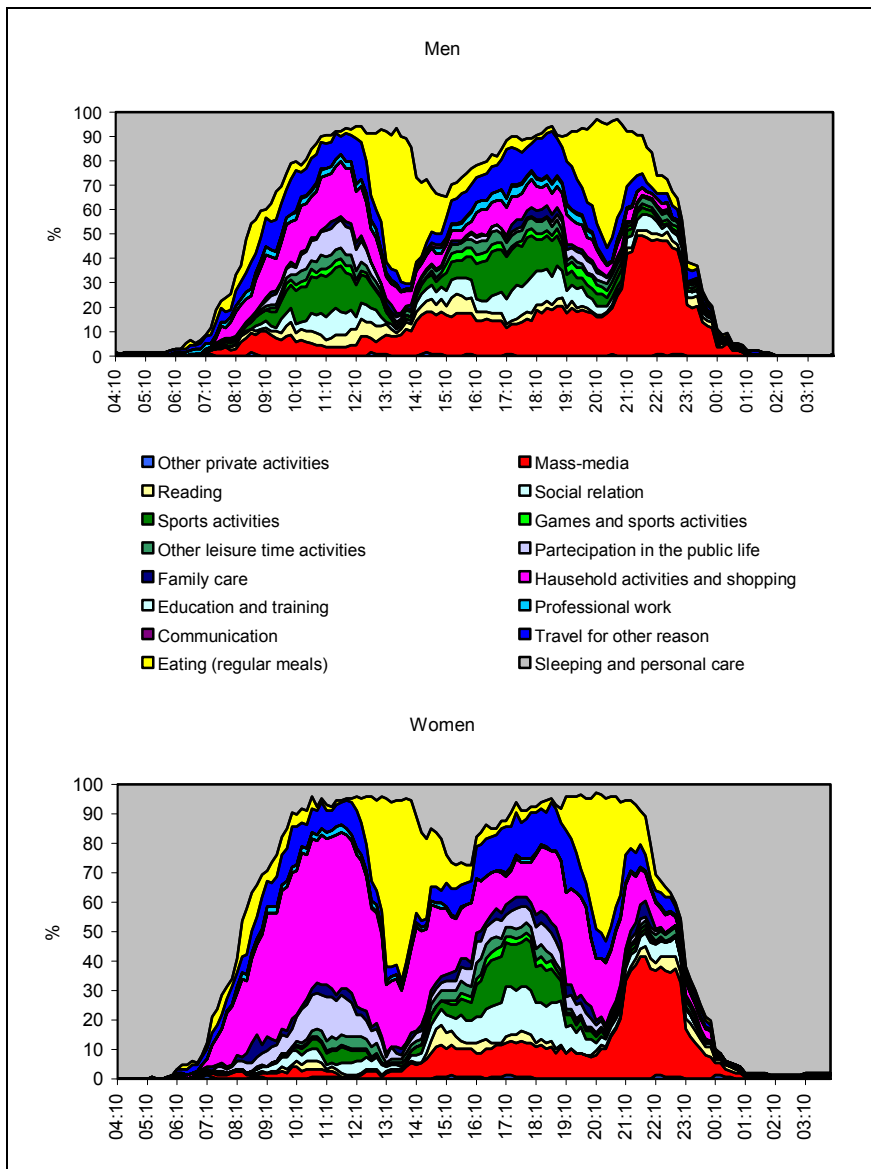 Men
100
90
80
70
60
50
40
30
20
10
0
%
04:10 05:10 06:10 07:10 08:10 09:10 10:10 11:10 12:10 13:10 14:10 15:10 16:10 17:10 18:10 19:10 20:10 21:10 22:10 23:10 00:10 01:10 02:10 03:10
Other private activities Mass-media
Reading Social relation
Sports activities Games and sports activities
Other leisure time activities Partecipation in the public life
Family care Hausehold activities and shopping
Education and training Professional work
Communication Travel for other reason
Eating (regular meals) Sleeping and personal care
Women
100
90
80
70
60
50
40
30
20
10
0
%
04:10 05:10 06:10 07:10 08:10 09:10 10:10 11:10 12:10 13:10 14:10 15:10 16:10 17:10 18:10 19:10 20:10 21:10 22:10 23:10 00:10 01:10 02:10 03:10